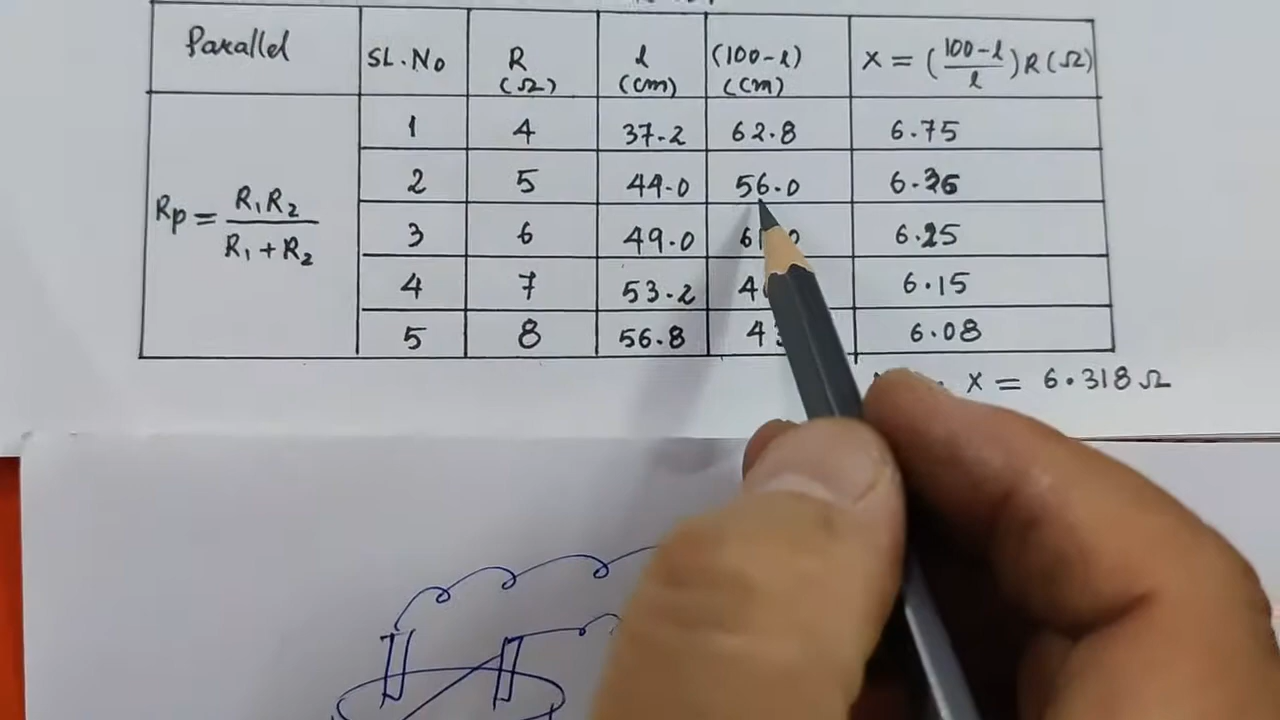 Parallel SL.No R (Ω) l (cm) (100-l) (cm) X = (100-l/l) R (Ω)
1 4 37.2 62.8 6.75
2 5 44.0 56.0 6.36
Rp = R₁R₂/R₁+R₂
3 6 49.0 6.25
4 7 53.2 6.15
5 8 56.8 6.08
X = 6.318Ω